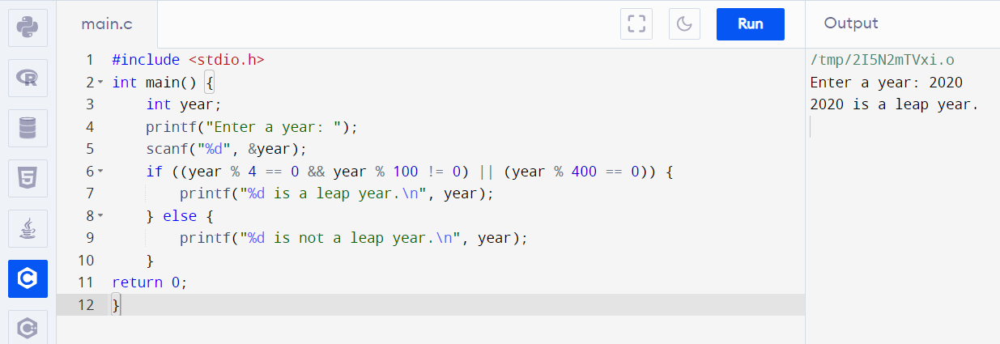 main.c
Run
Output
1 #include <stdio.h>
2 int main() {
3     int year;
4     printf("Enter a year: ");
5     scanf("%d", &year);
6     if ((year % 4 == 0 && year % 100 != 0) || (year % 400 == 0)) {
7         printf("%d is a leap year.\n", year);
8     } else {
9         printf("%d is not a leap year.\n", year);
10     }
11 return 0;
12 }
/tmp/2I5N2mTVxi.o
Enter a year: 2020
2020 is a leap year.